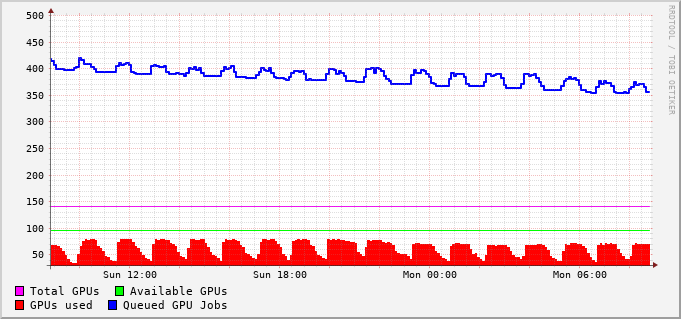 500
450
400
350
300
250
200
150
100
50
Sun 12:00 Sun 18:00 Mon 00:00 Mon 06:00
Total GPUs Available GPUs
GPUs used Queued GPU Jobs
RRDTOOL / TOBI OETIKER